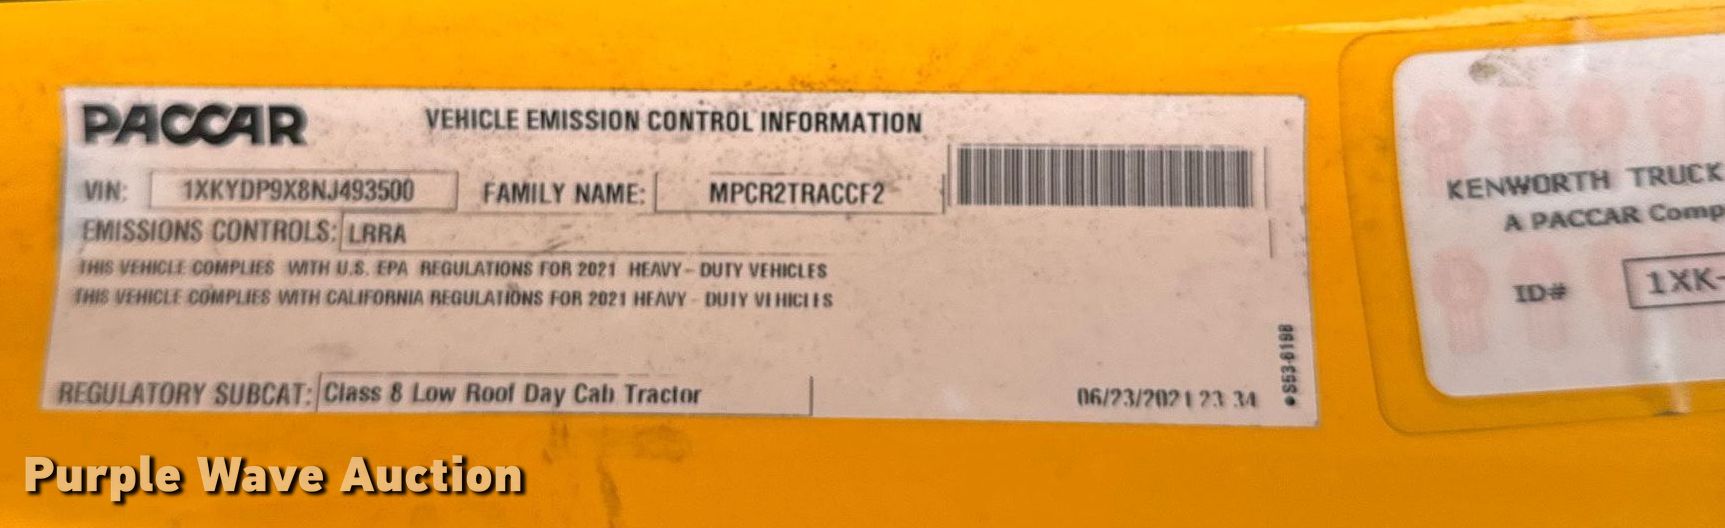 PACCAR
VEHICLE EMISSION CONTROL INFORMATION
VIN: 1XKYDP9X8NJ493500 FAMILY NAME: MPCR2TRACCF2
EMISSIONS CONTROLS: LRRA
THIS VEHICLE COMPLIES WITH U.S. EPA REGULATIONS FOR 2021 HEAVY - DUTY VEHICLES
THIS VEHICLE COMPLIES WITH CALIFORNIA REGULATIONS FOR 2021 HEAVY - DUTY VEHICLES
REGULATORY SUBCAT: Class 8 Low Roof Day Cab Tractor
06/23/2021 23 34
S53-6198
KENWORTH TRUCK
A PACCAR Comp
ID# 1XK-
Purple Wave Auction